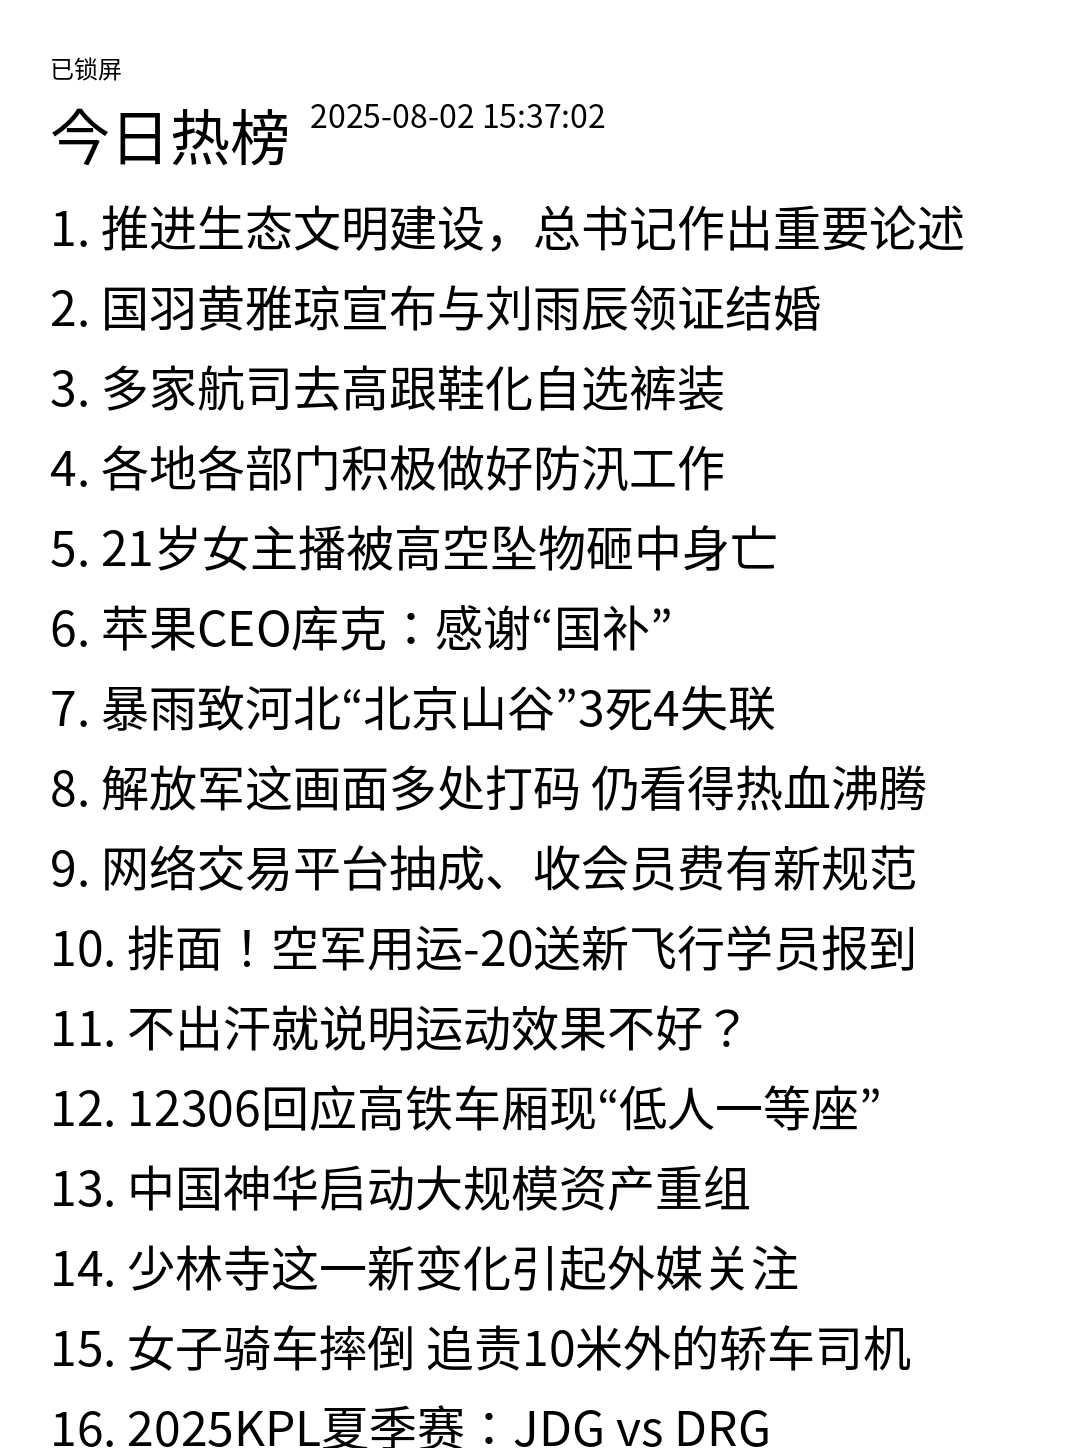 已锁屏
今日热榜 2025-08-02 15:37:02
1. 推进生态文明建设，总书记作出重要论述
2. 国羽黄雅琼宣布与刘雨辰领证结婚
3. 多家航司去高跟鞋化自选裤装
4. 各地各部门积极做好防汛工作
5. 21岁女主播被高空坠物砸中身亡
6. 苹果CEO库克：感谢“国补”
7. 暴雨致河北“北京山谷”3死4失联
8. 解放军这画面多处打码 仍看得热血沸腾
9. 网络交易平台抽成、收会员费有新规范
10. 排面！空军用运-20送新飞行学员报到
11. 不出汗就说明运动效果不好？
12. 12306回应高铁车厢现“低人一等座”
13. 中国神华启动大规模资产重组
14. 少林寺这一新变化引起外媒关注
15. 女子骑车摔倒 追责10米外的轿车司机
16. 2025KPL夏季赛：JDG vs DRG